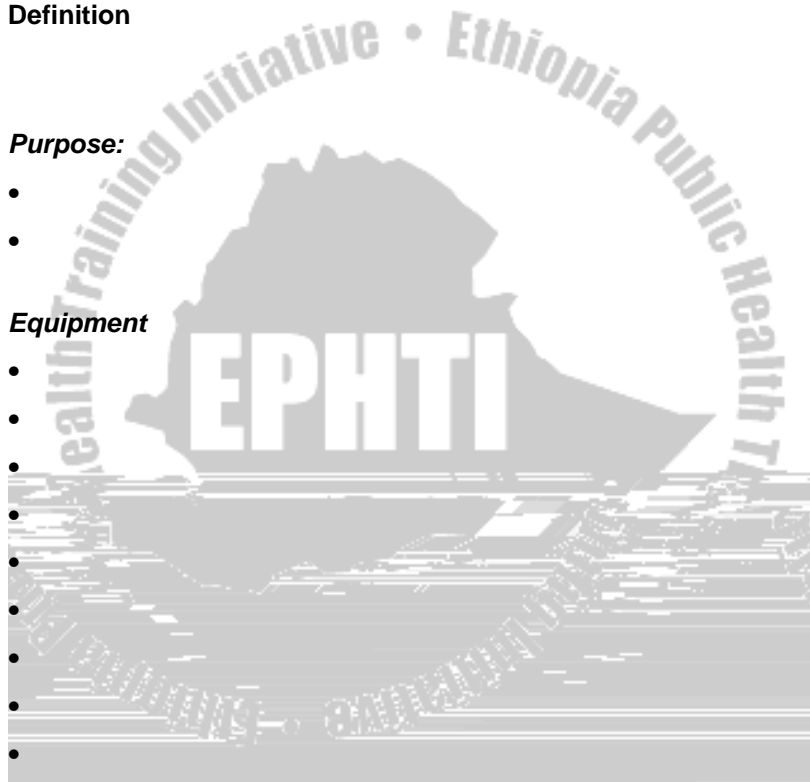 Definition
Initiative • Ethiopia Public Health
Training
Purpose:
•
•
Equipment
EPHTI
•
•
•
•
•
•
•
•
•